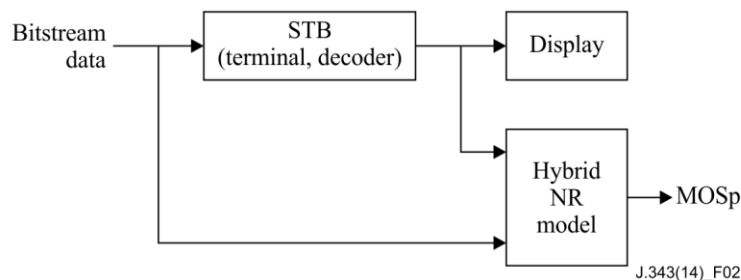 Bitstream
data
STB
(terminal, decoder)
Display
Hybrid
NR
model
MOSp
J.343(14)_F02